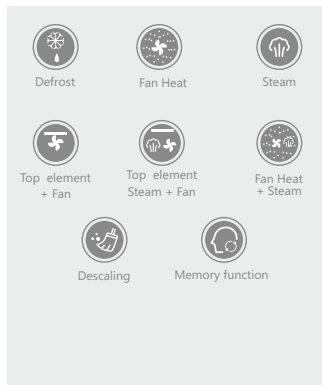 Defrost
Fan Heat
Steam
Top element
+ Fan
Top element
Steam + Fan
Fan Heat
+ Steam
Descaling
Memory function